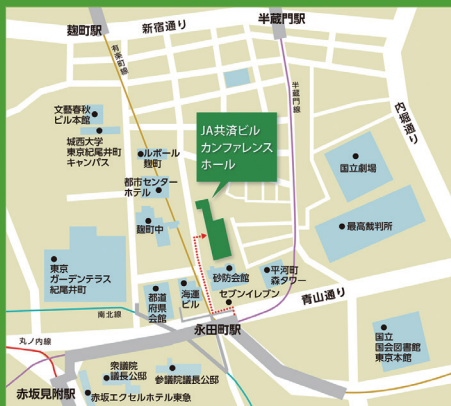 麹町駅
新宿通り
半蔵門駅
有楽町線
半蔵門線
内堀通り
文藝春秋
ビル本館
城西大学
東京紀尾井町
キャンパス
ルポール
麹町
都市センター
ホテル
麹町中
JA共済ビル
カンファレンス
ホール
国立劇場
最高裁判所
東京
ガーデンテラス
紀尾井町
都道
府県
会館
海運
ビル
砂防会館
平河町
森タワー
セブンイレブン
青山通り
南北線
永田町駅
丸ノ内線
国立
国会図書館
東京本館
衆議院
議長公邸
参議院議長公邸
赤坂見附駅
赤坂エクセルホテル東急